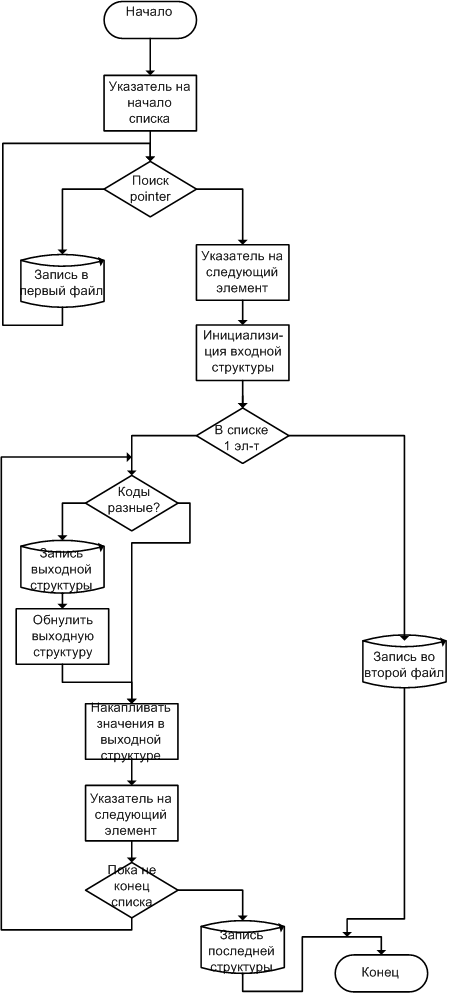 Начало
Указатель на
начало
списка
Поиск
pointer
Запись в
первый файл
Указатель на
следующий
элемент
Инициализи-
ция входной
структуры
В списке
1 эл-т
Коды
разные?
Запись
выходной
структуры
Обнулить
выходную
структуру
Запись во
второй файл
Накапливать
значения в
выходной
структуре
Указатель на
следующий
элемент
Пока не
конец
списка
Запись
последней
структуры
Конец